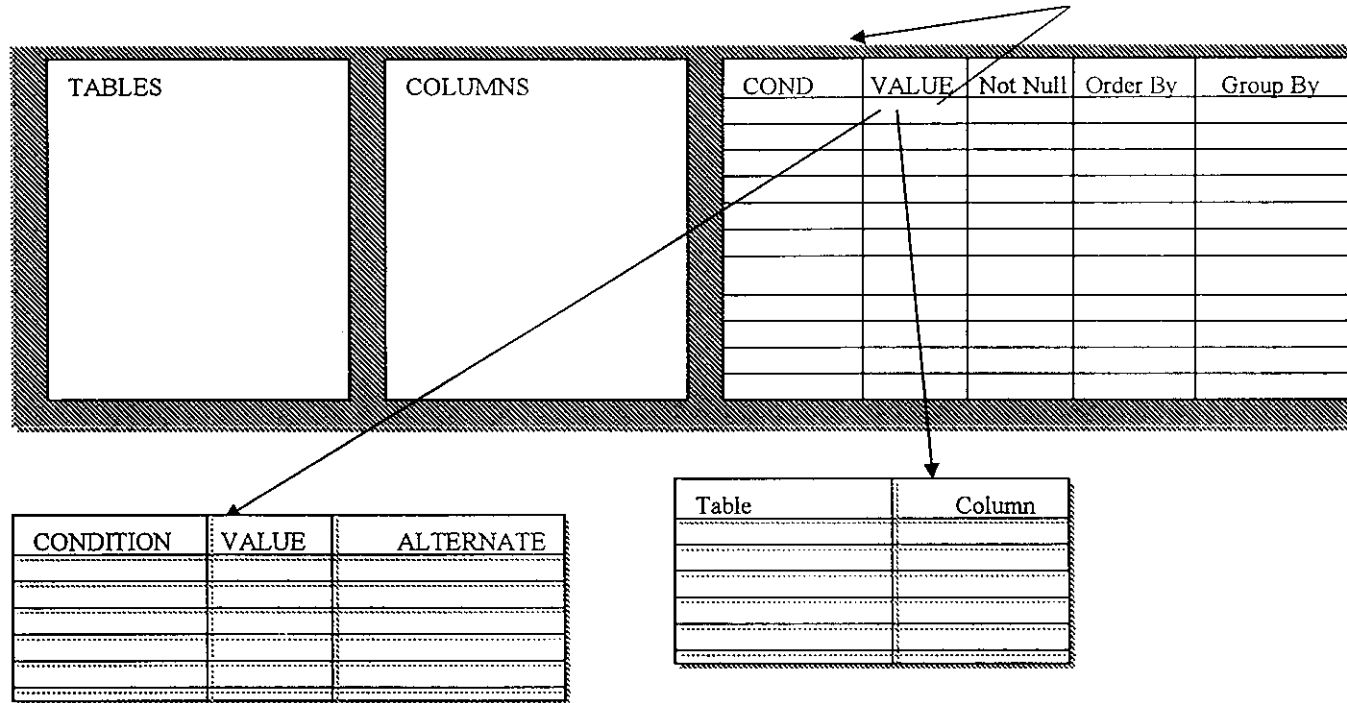 TABLES
COLUMNS
COND VALUE Not Null Order By Group By
CONDITION VALUE ALTERNATE
Table Column